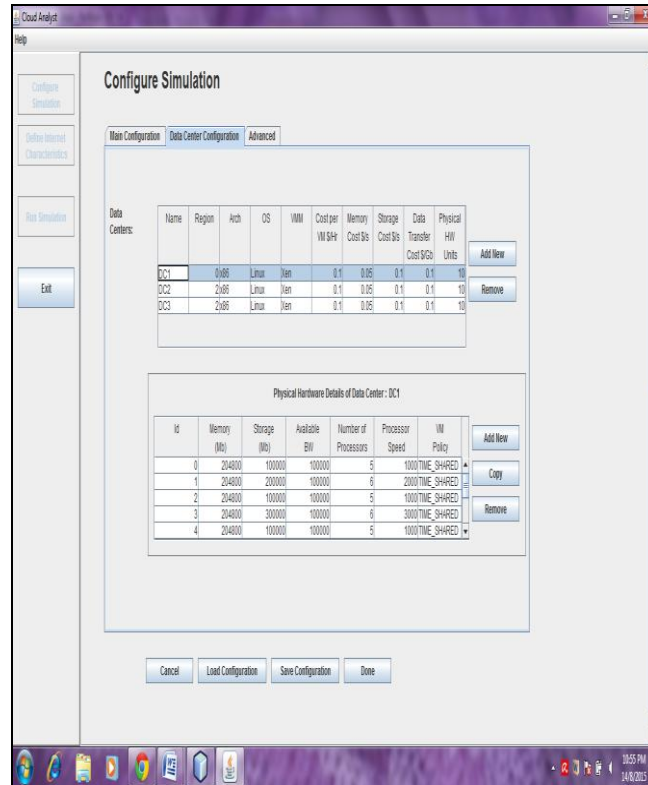 Cloud Analyst
Help
Configure Simulation
Define Internet Characteristics
Run Simulation
Exit
Configure Simulation
Main Configuration Data Center Configuration Advanced
Data Centers:
Name Region Arch OS VMM Cost per VM $/Hr Memory Cost $/s Storage Cost $/s Data Transfer Cost $/Gb Physical HW Units
DC1 0 x86 Linux Xen 0.1 0.05 0.1 0.1 10
DC2 2 x86 Linux Xen 0.1 0.05 0.1 0.1 10
DC3 2 x86 Linux Xen 0.1 0.05 0.1 0.1 10
Add New
Remove
Physical Hardware Details of Data Center : DC1
Id Memory (Mb) Storage (Mb) Available BW Number of Processors Processor Speed VM Policy
0 204800 100000 100000 5 1000 TIME_SHARED
1 204800 200000 100000 6 2000 TIME_SHARED
2 204800 100000 100000 5 1000 TIME_SHARED
3 204800 300000 100000 6 3000 TIME_SHARED
4 204800 100000 100000 5 1000 TIME_SHARED
Add New
Copy
Remove
Cancel Load Configuration Save Configuration Done
10:55 PM
14/8/2015